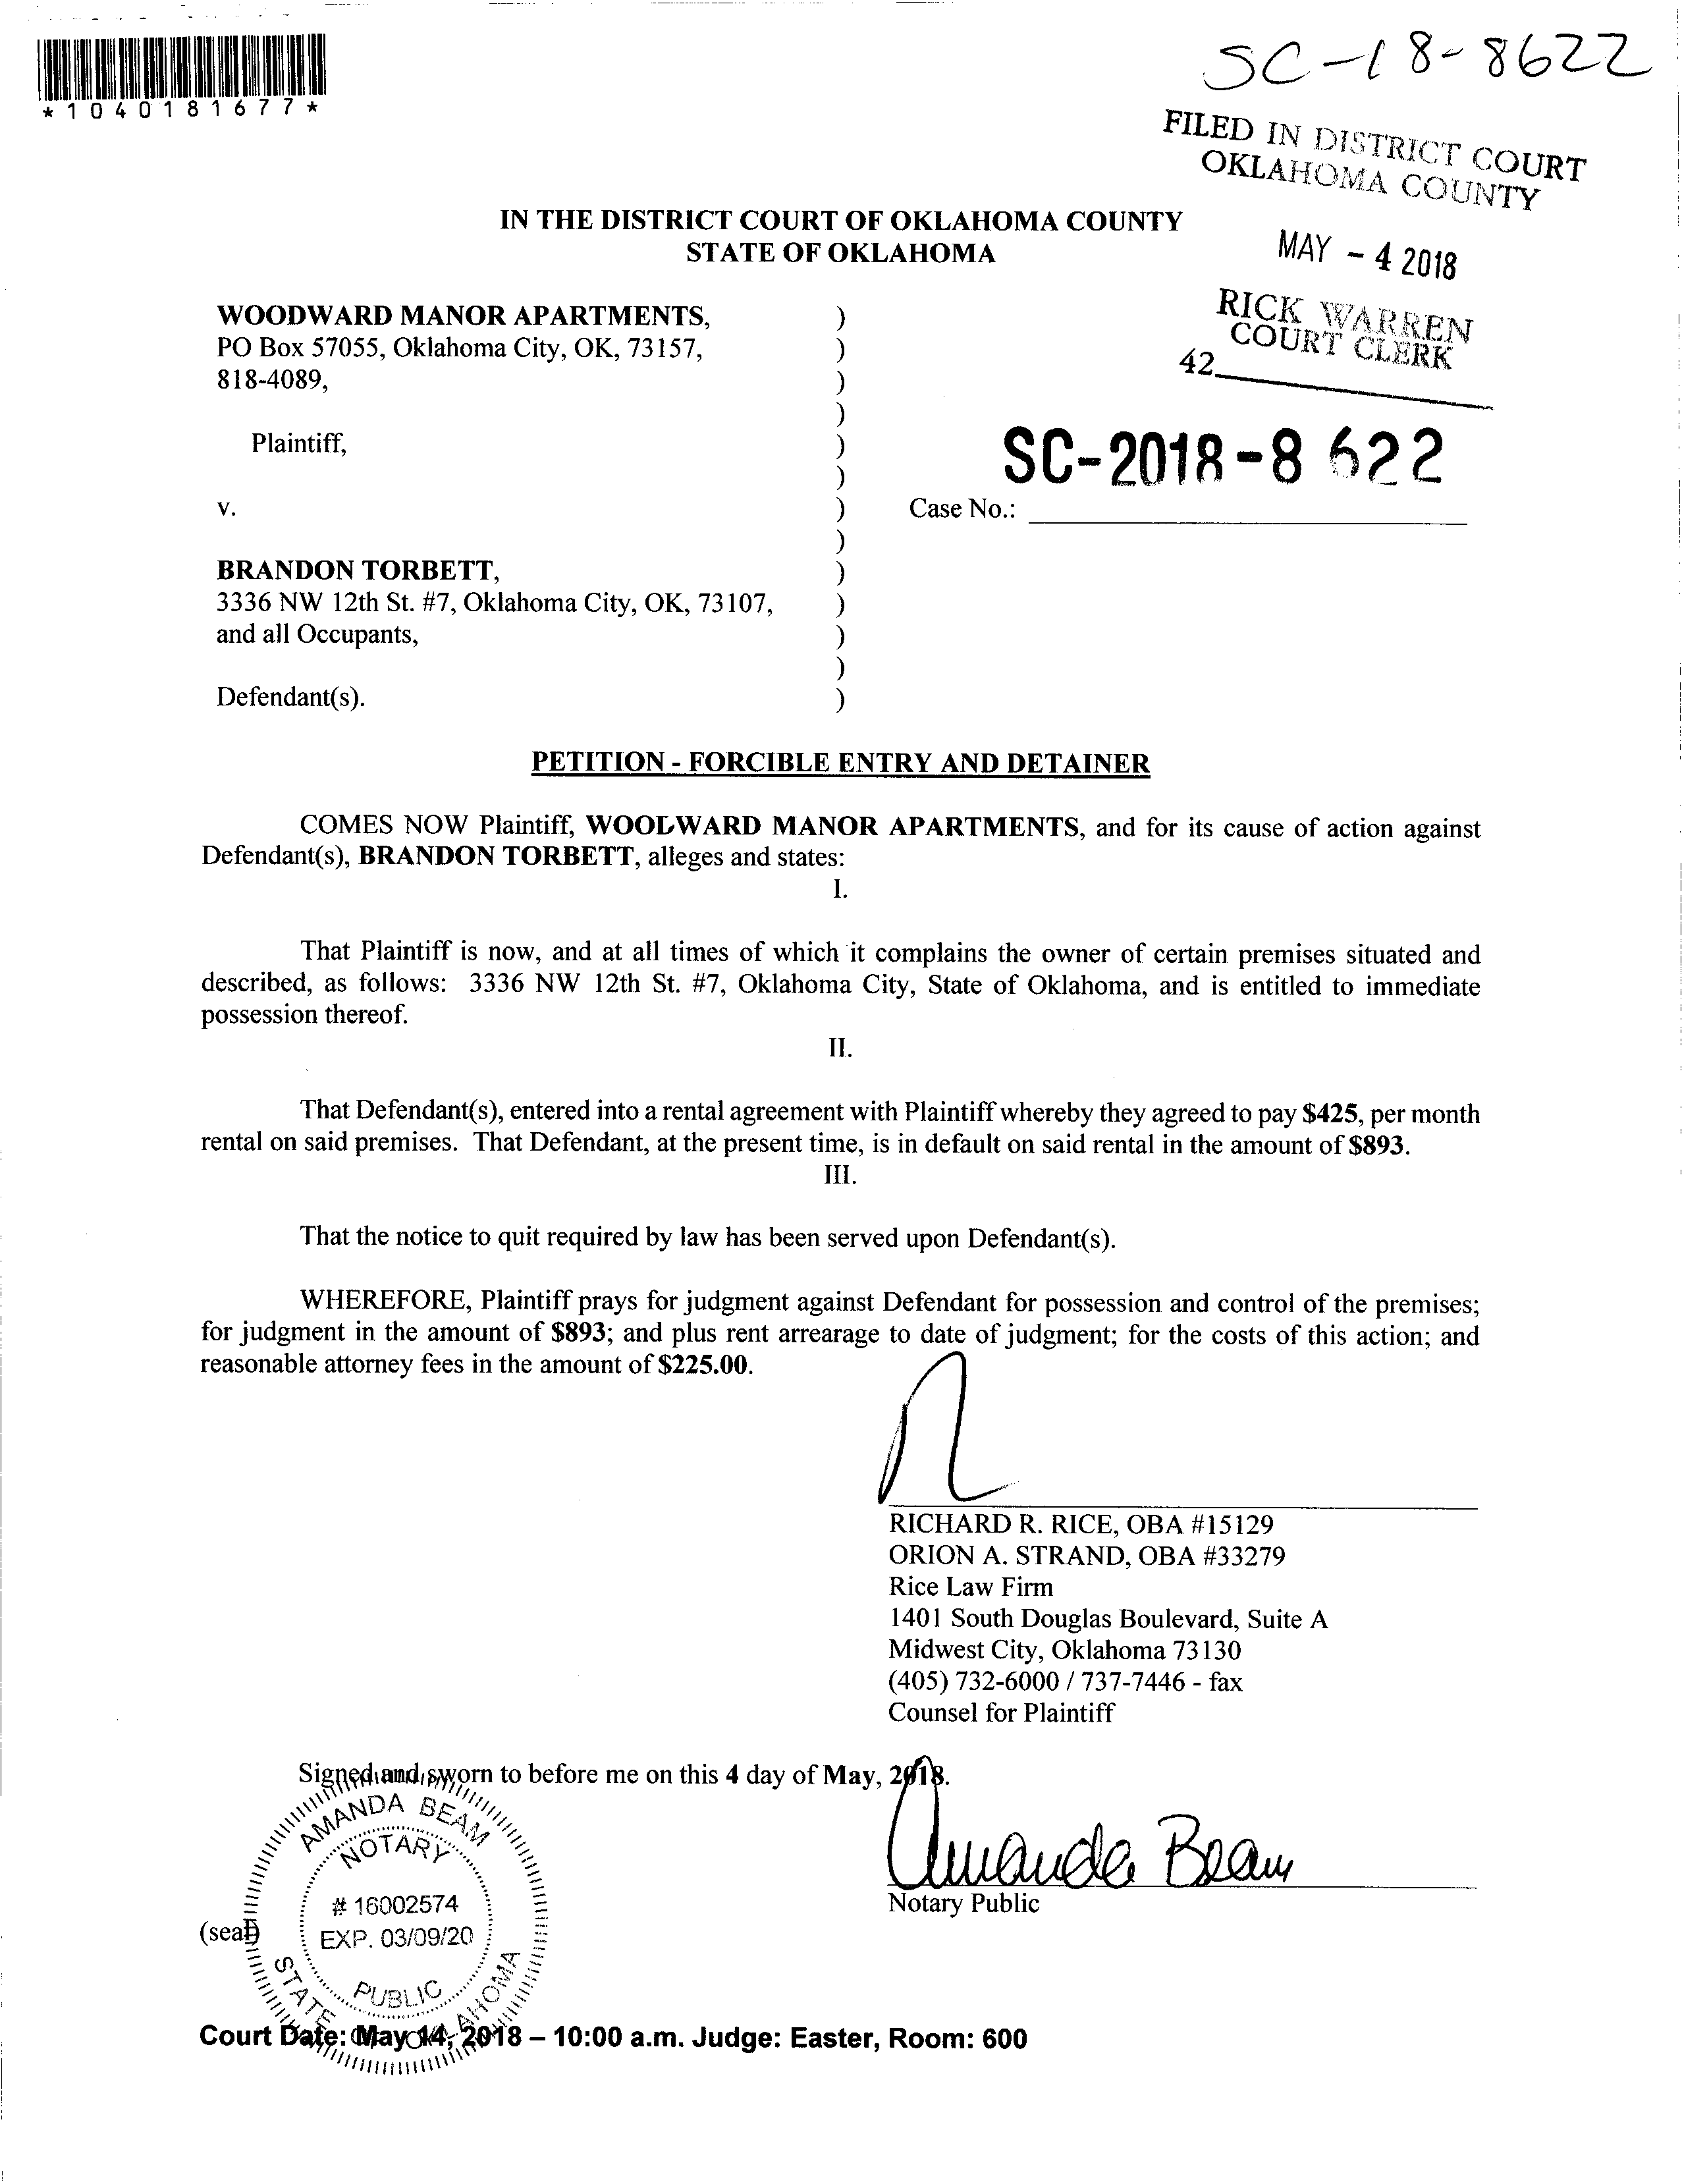 SC-18-8622
*1040181677*
FILED IN DISTRICT COURT
OKLAHOMA COUNTY
MAY - 4 2018
RICK WARREN
COURT CLERK
42
IN THE DISTRICT COURT OF OKLAHOMA COUNTY
STATE OF OKLAHOMA
WOODWARD MANOR APARTMENTS, )
PO Box 57055, Oklahoma City, OK, 73157, )
818-4089, )
)
Plaintiff, )
)
SC-2018-8622
v. ) Case No.:
)
BRANDON TORBETT, )
3336 NW 12th St. #7, Oklahoma City, OK, 73107, )
and all Occupants, )
)
Defendant(s). )
PETITION - FORCIBLE ENTRY AND DETAINER
COMES NOW Plaintiff, WOODWARD MANOR APARTMENTS, and for its cause of action against
Defendant(s), BRANDON TORBETT, alleges and states:
I.
That Plaintiff is now, and at all times of which it complains the owner of certain premises situated and
described, as follows: 3336 NW 12th St. #7, Oklahoma City, State of Oklahoma, and is entitled to immediate
possession thereof.
II.
That Defendant(s), entered into a rental agreement with Plaintiff whereby they agreed to pay $425, per month
rental on said premises. That Defendant, at the present time, is in default on said rental in the amount of $893.
III.
That the notice to quit required by law has been served upon Defendant(s).
WHEREFORE, Plaintiff prays for judgment against Defendant for possession and control of the premises;
for judgment in the amount of $893; and plus rent arrearage to date of judgment; for the costs of this action; and
reasonable attorney fees in the amount of $225.00.
RICHARD R. RICE, OBA #15129
ORION A. STRAND, OBA #33279
Rice Law Firm
1401 South Douglas Boulevard, Suite A
Midwest City, Oklahoma 73130
(405) 732-6000 / 737-7446 - fax
Counsel for Plaintiff
Signed and sworn to before me on this 4 day of May, 2018.
Amanda Beam
Notary Public
(seal)
AMANDA BEAM
NOTARY
# 16002574
EXP. 03/09/20
PUBLIC
STATE OF OKLAHOMA
Court Date: May 14, 2018 – 10:00 a.m. Judge: Easter, Room: 600